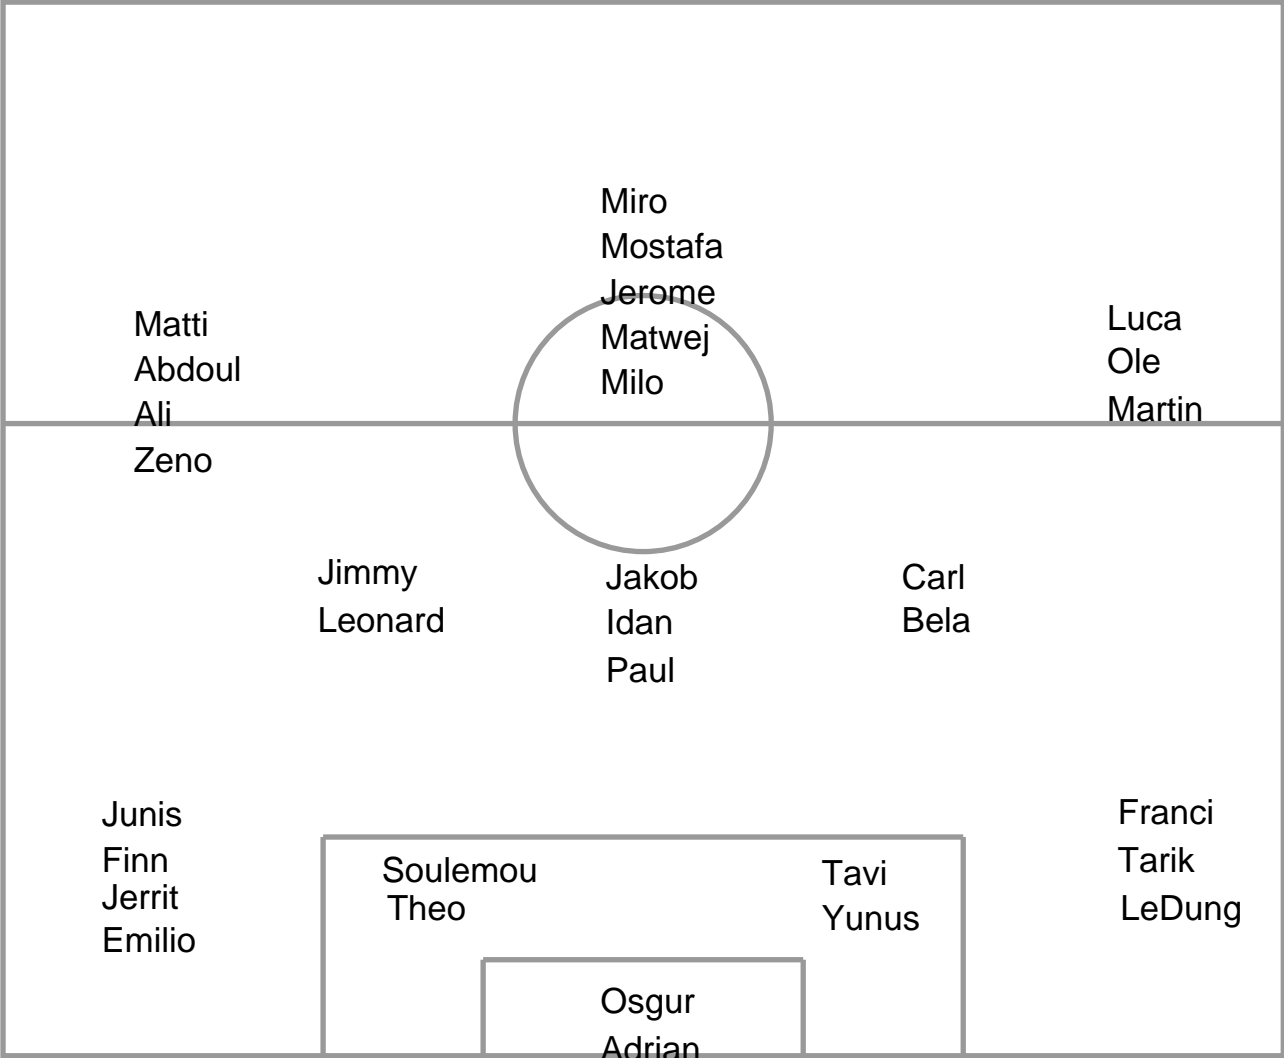 Miro
Mostafa
Jerome
Matwej
Milo
Matti
Abdoul
Ali
Zeno
Luca
Ole
Martin
Jimmy
Leonard
Jakob
Idan
Paul
Carl
Bela
Junis
Finn
Jerrit
Emilio
Soulemou
Theo
Tavi
Yunus
Franci
Tarik
LeDung
Osgur
Adrian